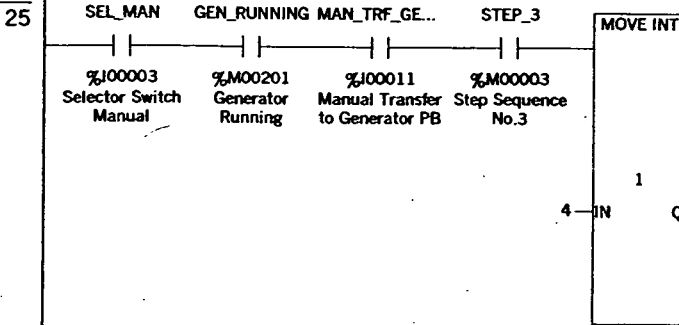 25
SEL_MAN GEN_RUNNING MAN_TRF_GE... STEP_3
MOVE INT
%I00003 %M00201 %I00011 %M00003
Selector Switch Generator Manual Transfer Step Sequence
Manual Running to Generator PB No.3
1
4 IN Q